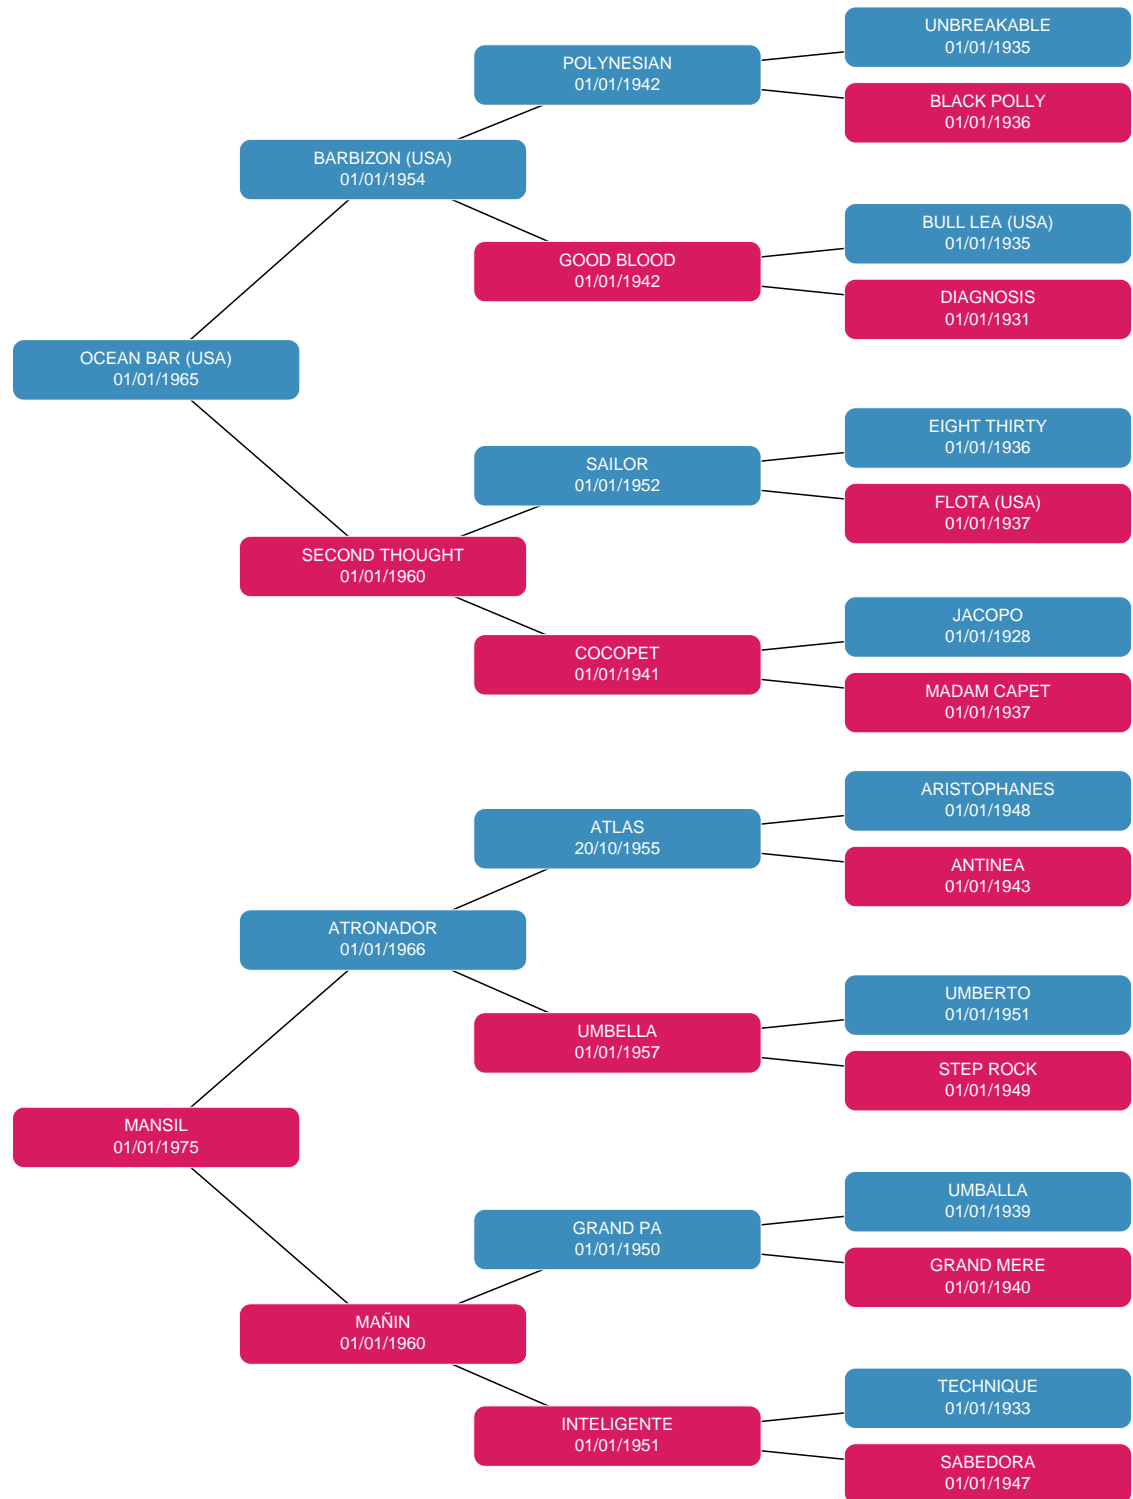 UNBREAKABLE
01/01/1935
POLYNESIAN
01/01/1942
BLACK POLLY
01/01/1936
BARBIZON (USA)
01/01/1954
BULL LEA (USA)
01/01/1935
GOOD BLOOD
01/01/1942
DIAGNOSIS
01/01/1931
OCEAN BAR (USA)
01/01/1965
EIGHT THIRTY
01/01/1936
SAILOR
01/01/1952
FLOTA (USA)
01/01/1937
SECOND THOUGHT
01/01/1960
JACOPO
01/01/1928
COCOPET
01/01/1941
MADAM CAPET
01/01/1937
ARISTOPHANES
01/01/1948
ATLAS
20/10/1955
ANTINEA
01/01/1943
ATRONADOR
01/01/1966
UMBERTO
01/01/1951
UMBELLA
01/01/1957
STEP ROCK
01/01/1949
MANSIL
01/01/1975
UMBALLA
01/01/1939
GRAND PA
01/01/1950
GRAND MERE
01/01/1940
MAÑIN
01/01/1960
TECHNIQUE
01/01/1933
INTELIGENTE
01/01/1951
SABEDORA
01/01/1947